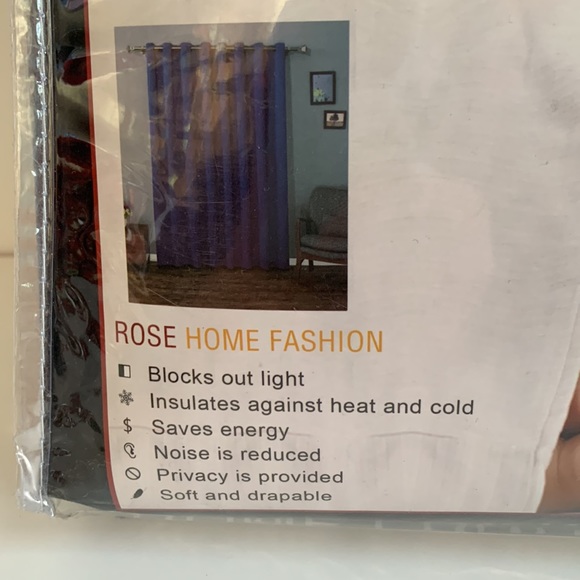 ROSE HOME FASHION
Blocks out light
Insulates against heat and cold
$ Saves energy
Noise is reduced
Privacy is provided
Soft and drapable